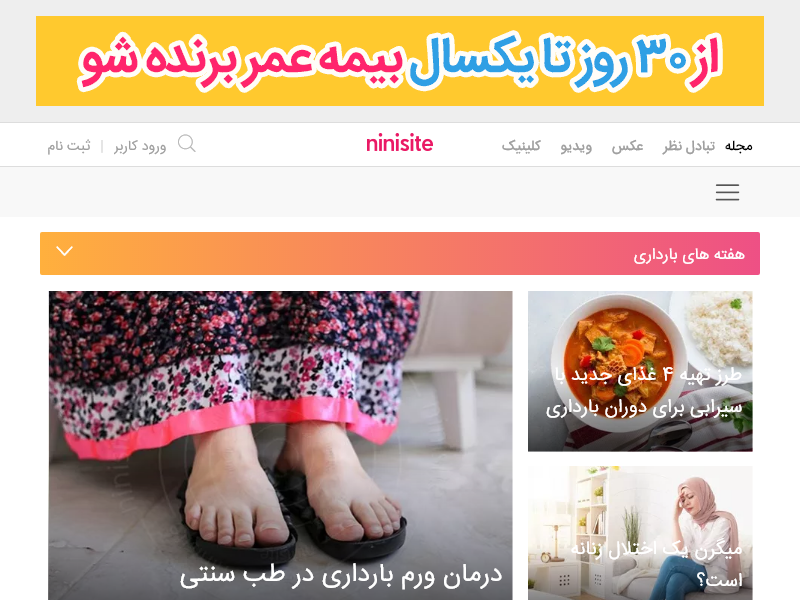 از ۳۰ روز تا یکسال بیمه عمر برنده شو
مجله تبادل نظر عکس ویدیو کلینیک
ninisite
ورود کاربر | ثبت نام
هفته های بارداری
طرز تهیه ۴ غذای جدید با
سیرابی برای دوران بارداری
درمان ورم بارداری در طب سنتی
میگرن یک اختلال زنانه
است؟